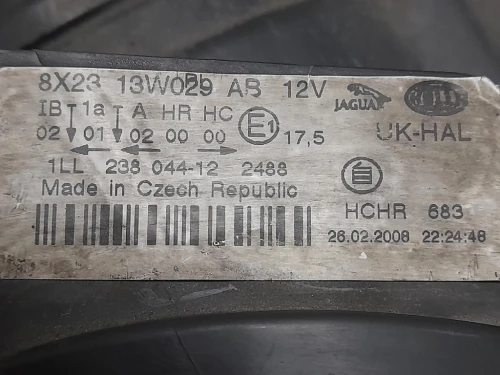 8X23 13W029 AB 12V JAGUAR
IB 1a A HR HC E1
02 01 02 00 00 17,5 UK-HAL
1LL 238 044-12 2488
Made in Czech Republic
HCHR 683
26.02.2008 22:24:48